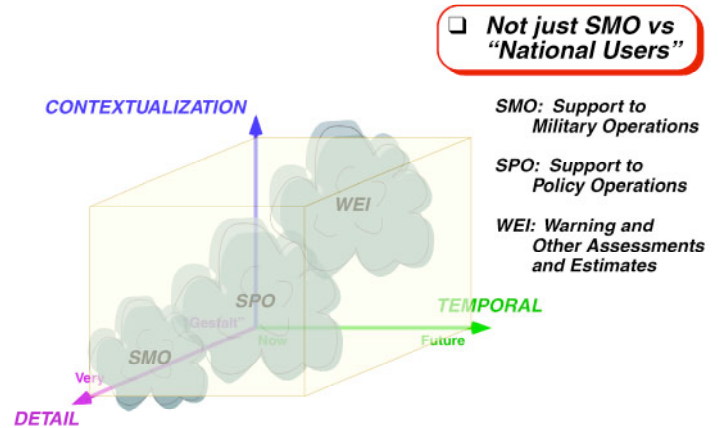 ❑ Not just SMO vs
"National Users"
CONTEXTUALIZATION
SMO: Support to
Military Operations
SPO: Support to
Policy Operations
WEI: Warning and
Other Assessments
and Estimates
WEI
SPO
TEMPORAL
"Gestalt"
Now
Future
SMO
Very
DETAIL